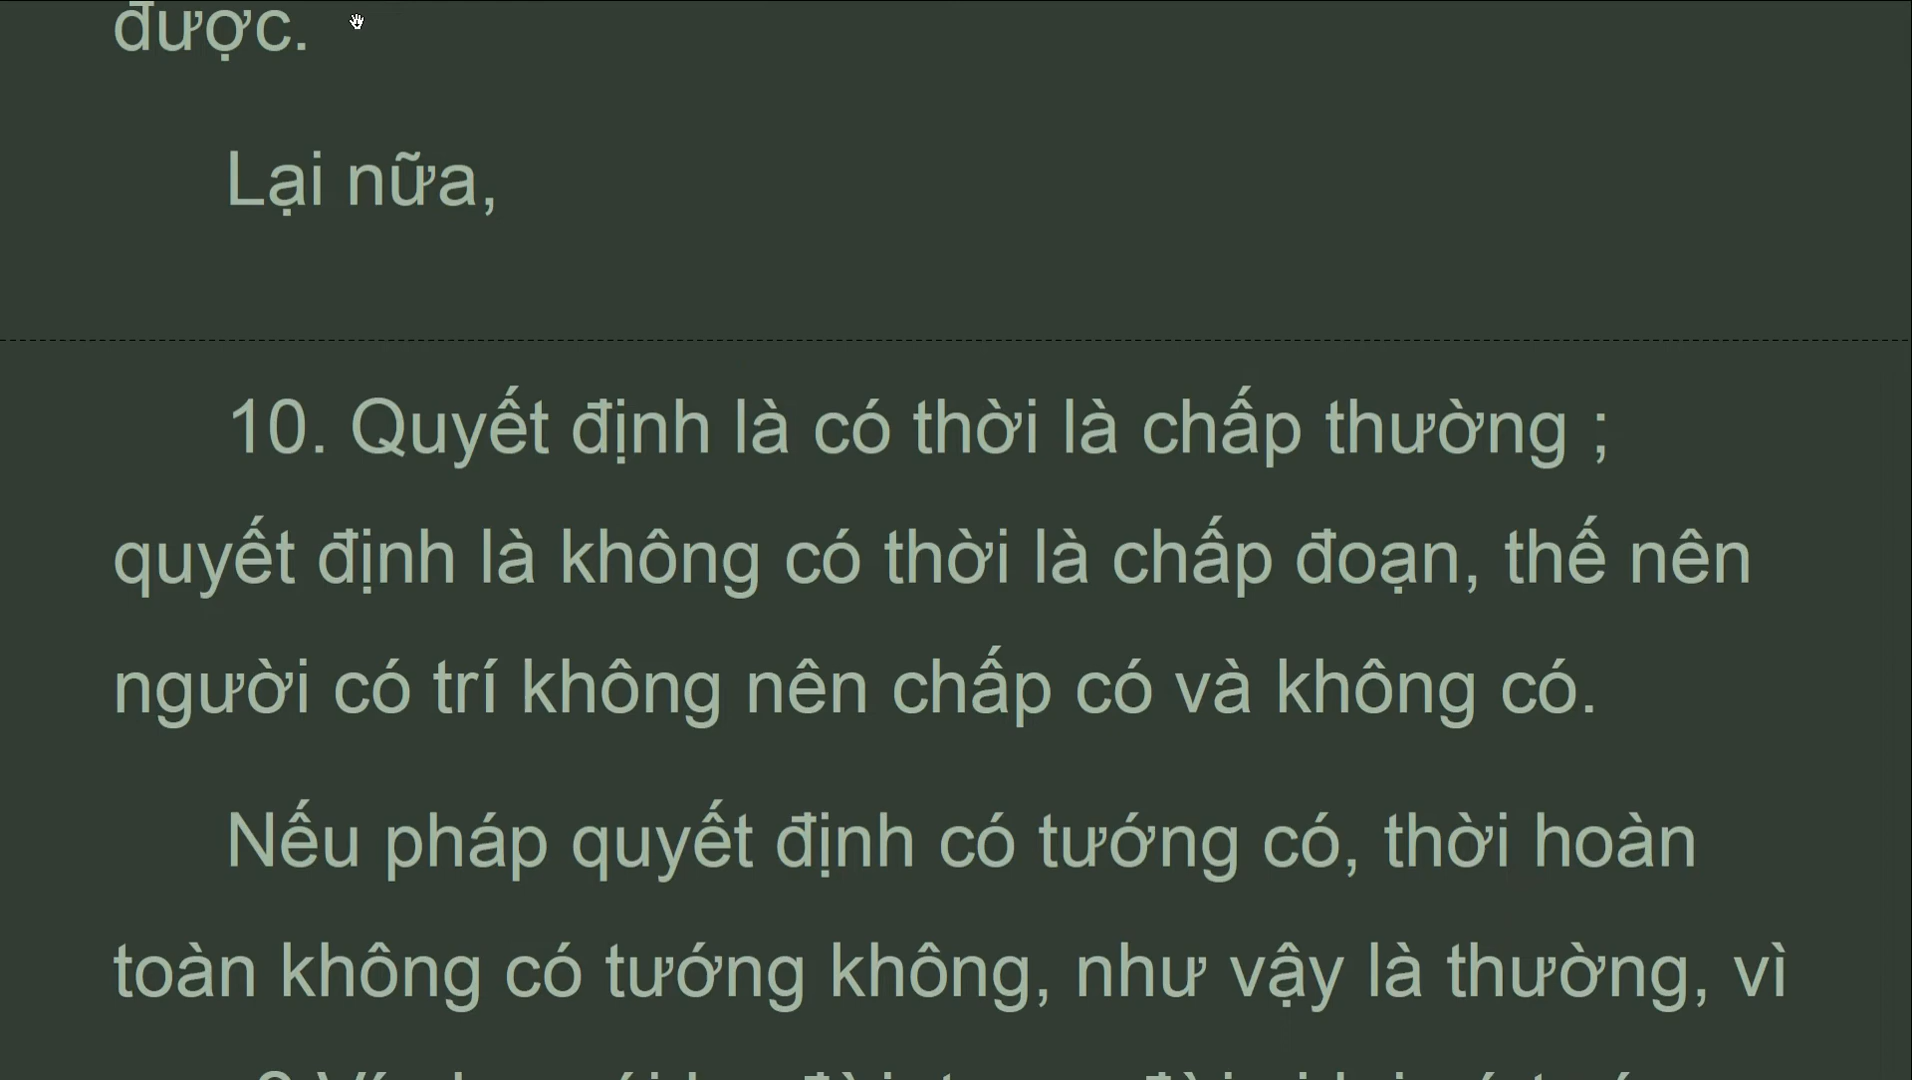 được.
Lại nữa,
10. Quyết định là có thời là chấp thường ;
quyết định là không có thời là chấp đoạn, thế nên
người có trí không nên chấp có và không có.
Nếu pháp quyết định có tướng có, thời hoàn
toàn không có tướng không, như vậy là thường, vì